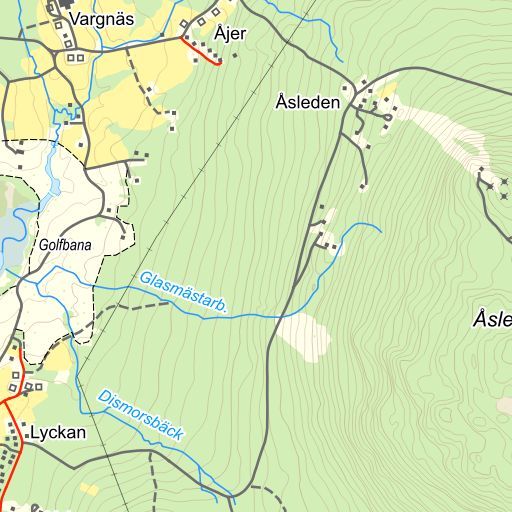 Vargnäs
Åjer
Åsleden
Golfbana
Glasmästarb.
Åsle
Dismorsbäck
Lyckan